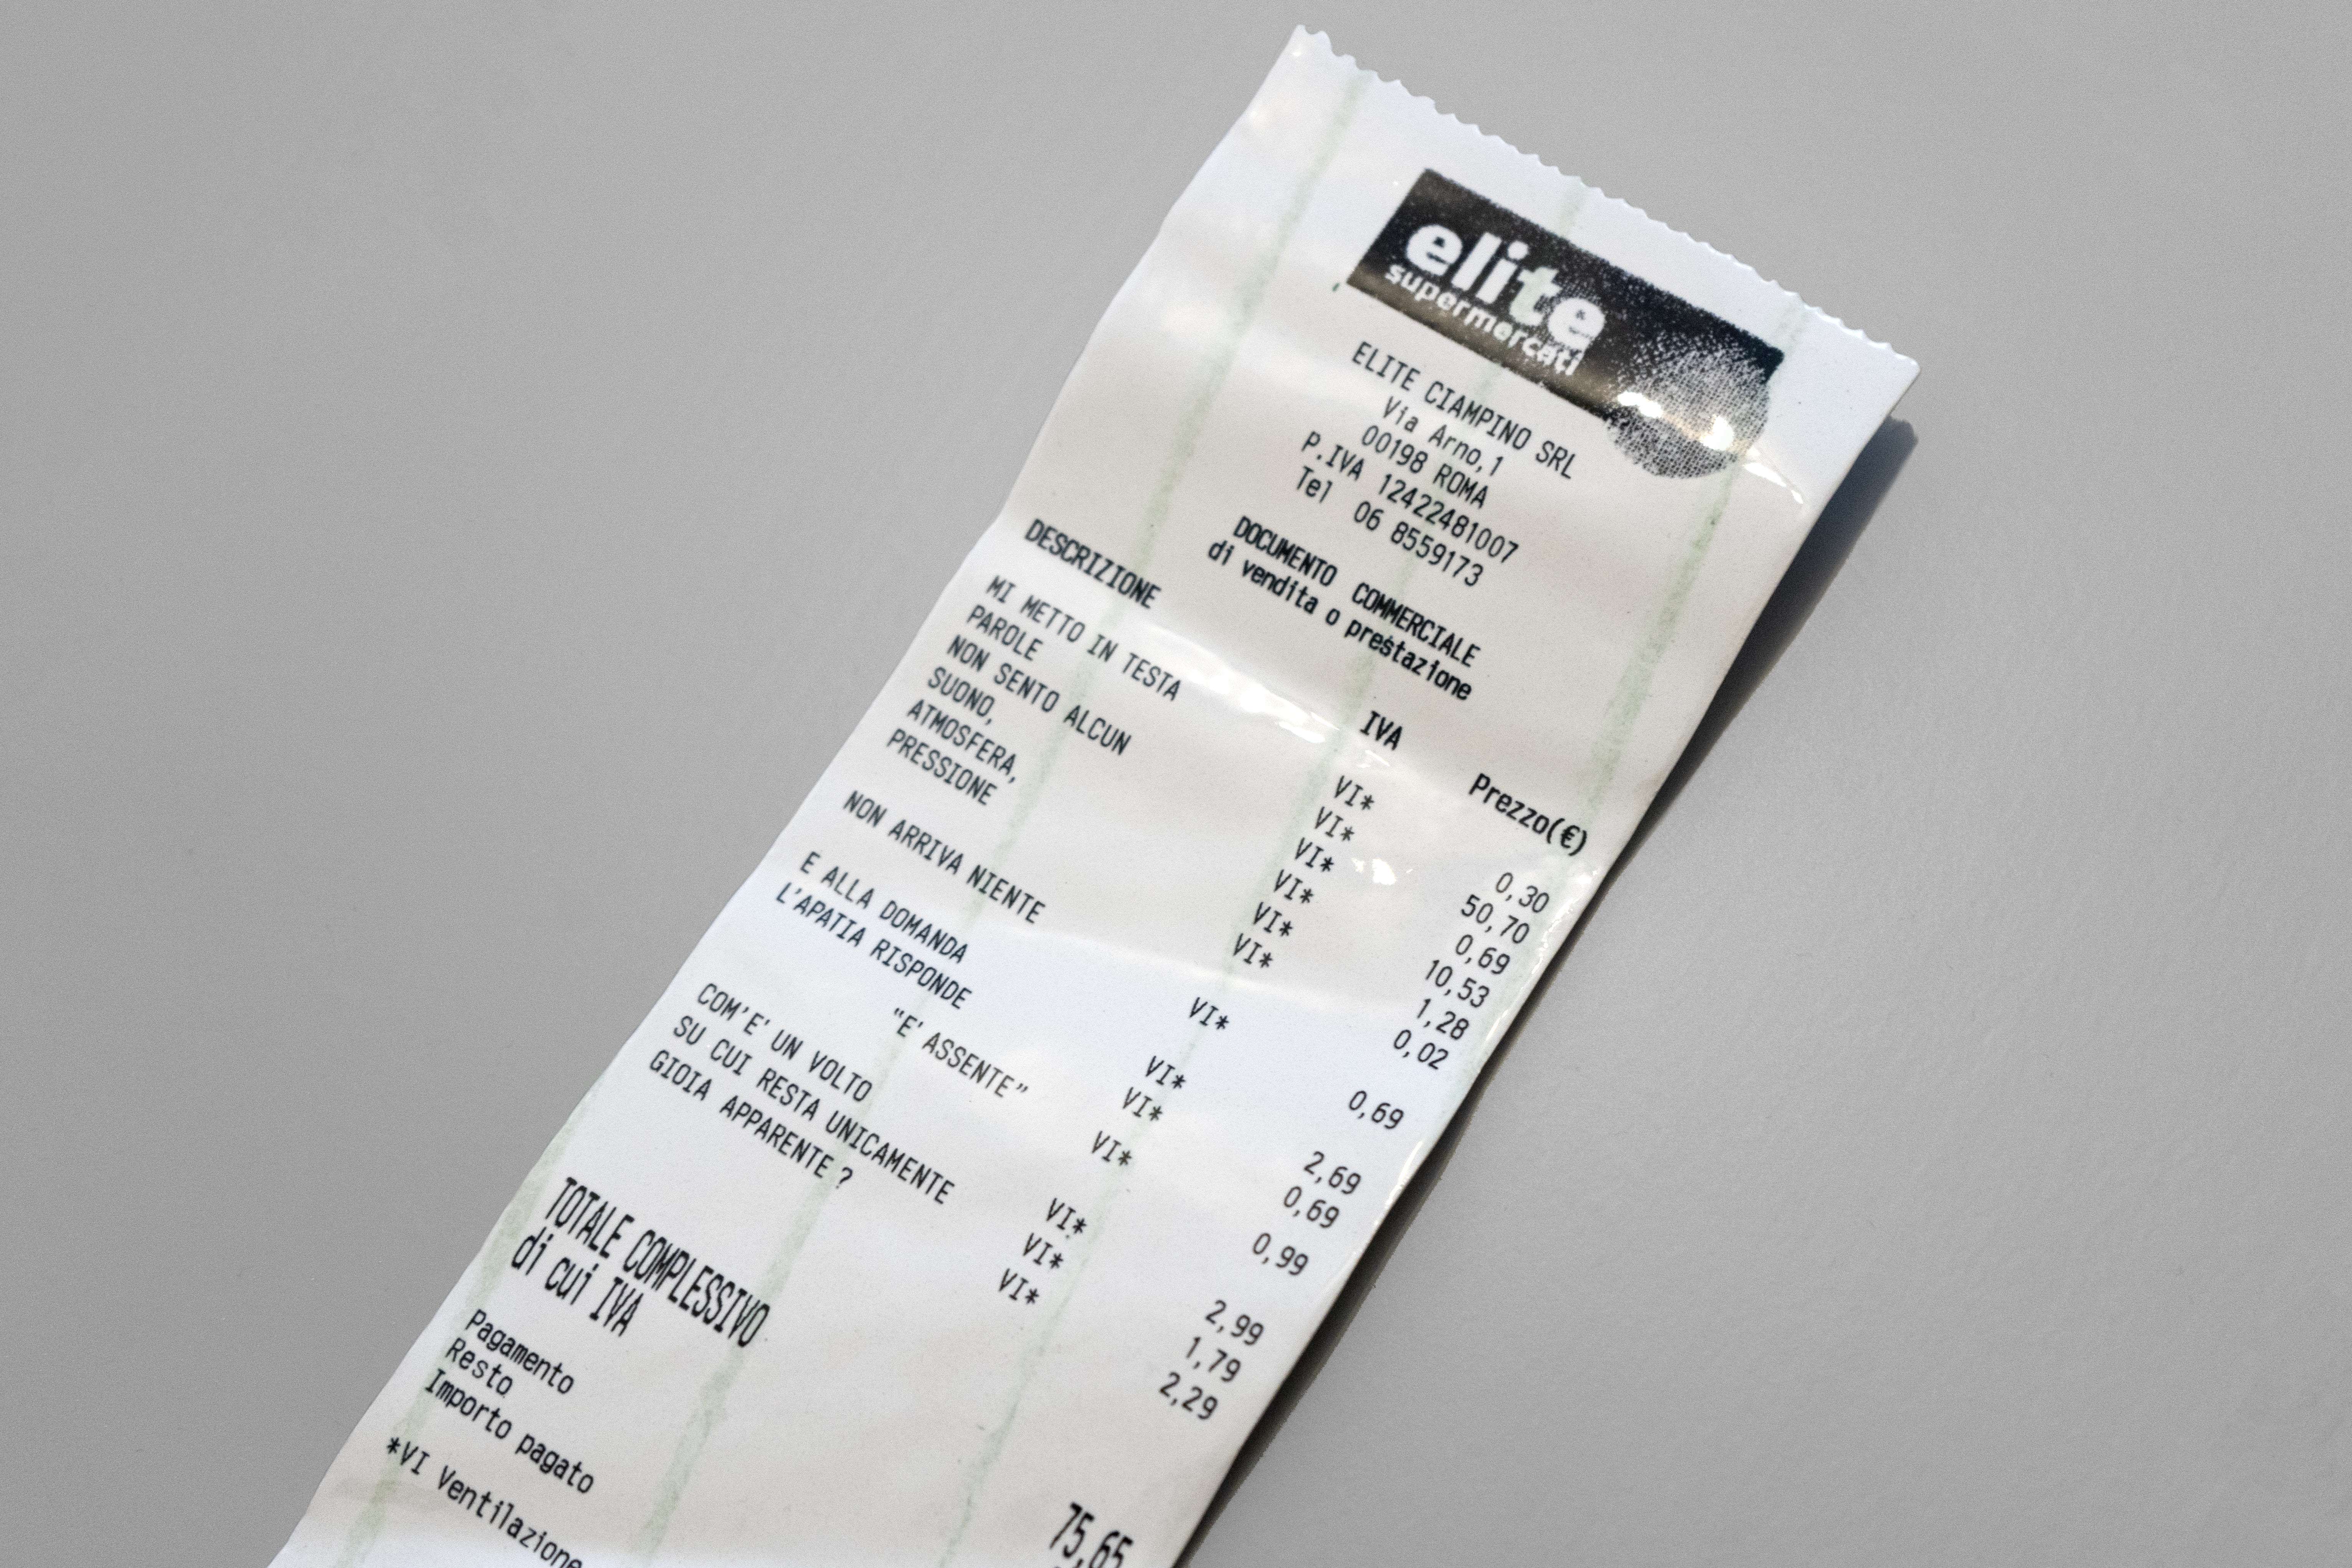 elite
supermercati
ELITE CIAMPINO SRL
Via Arno,1
00198 ROMA
P.IVA 12422481007
Tel 06 8559173
DOCUMENTO COMMERCIALE
di vendita o prestazione
DESCRIZIONE IVA Prezzo(€)
MI METTO IN TESTA VI* 0,30
PAROLE VI* 50,70
NON SENTO ALCUN VI* 0,69
SUONO, VI* 10,53
ATMOSFERA, VI* 1,28
PRESSIONE VI* 0,02
NON ARRIVA NIENTE VI* 0,69
E ALLA DOMANDA VI* 2,69
L'APATIA RISPONDE VI* 0,69
"E' ASSENTE" VI* 0,99
COM'E' UN VOLTO VI* 2,99
SU CUI RESTA UNICAMENTE VI* 1,79
GIOIA APPARENTE ? VI* 2,29
TOTALE COMPLESSIVO 75,65
di cui IVA
Pagamento
Resto
Importo pagato
*VI Ventilazione